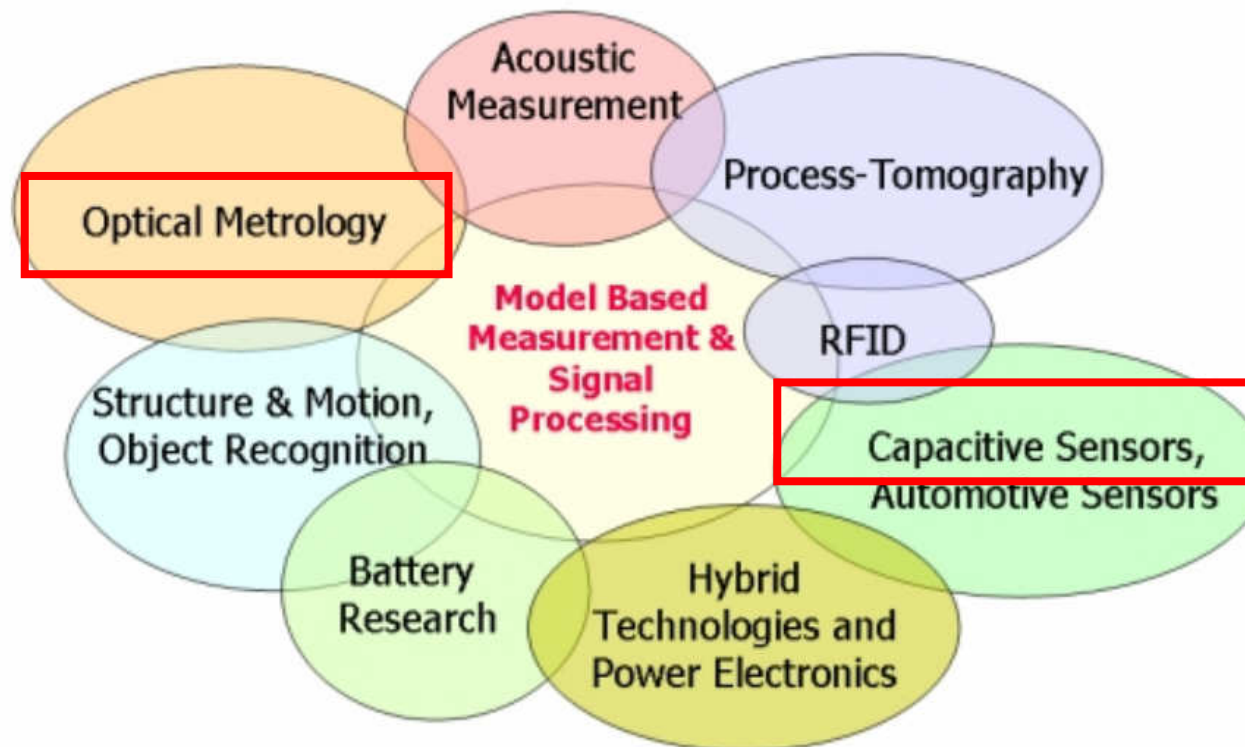 Acoustic
Measurement
Process-Tomography
Optical Metrology
Model Based
Measurement &
Signal
Processing
RFID
Structure & Motion,
Object Recognition
Capacitive Sensors,
Automotive Sensors
Battery
Research
Hybrid
Technologies and
Power Electronics